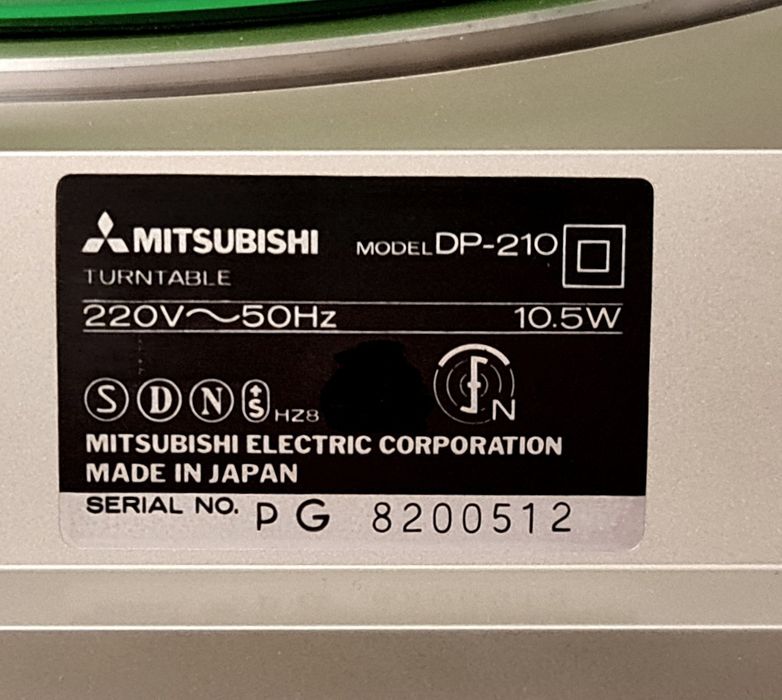 MITSUBISHI MODEL DP-210
TURNTABLE
220V～50Hz 10.5W
S D N S HZ8 N
MITSUBISHI ELECTRIC CORPORATION
MADE IN JAPAN
SERIAL NO. PG 8200512